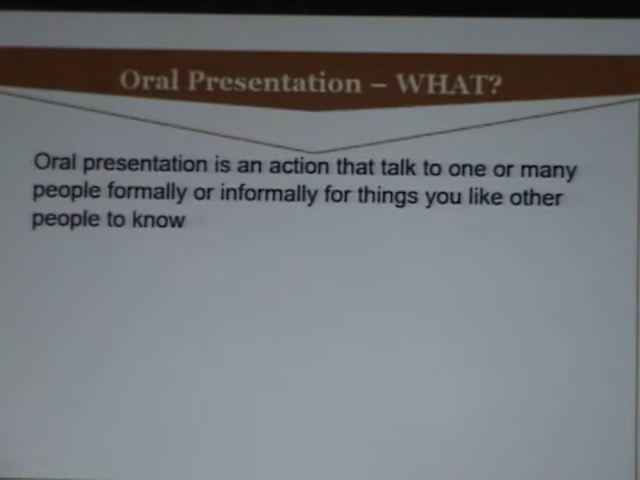 Oral Presentation – WHAT?
Oral presentation is an action that talk to one or many
people formally or informally for things you like other
people to know